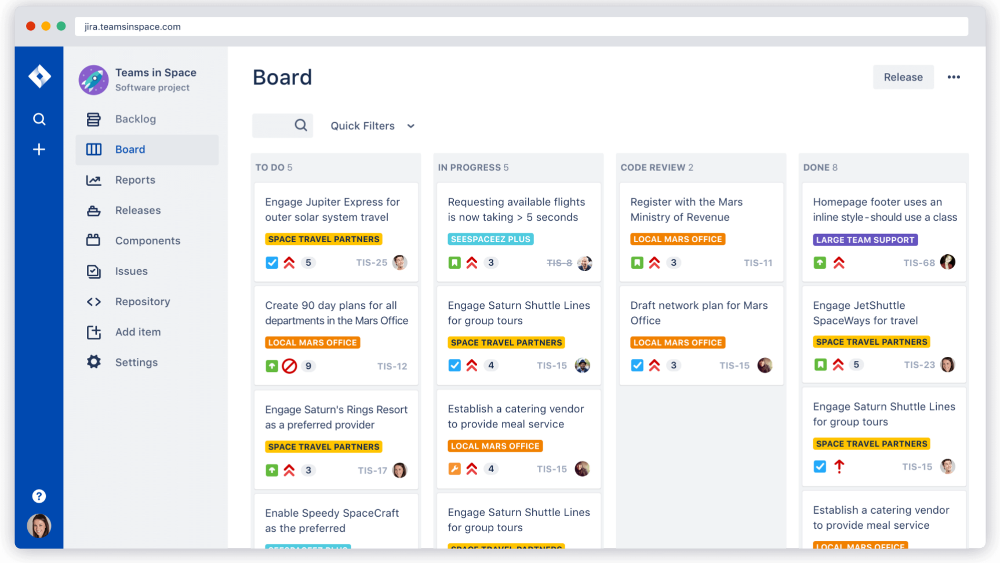 jira.teamsinspace.com
Teams in Space
Software project
Backlog
Board
Reports
Releases
Components
Issues
Repository
Add item
Settings
?
Board
Release
Quick Filters
TO DO 5
Engage Jupiter Express for
outer solar system travel
SPACE TRAVEL PARTNERS
5 TIS-25
Create 90 day plans for all
departments in the Mars Office
LOCAL MARS OFFICE
9 TIS-12
Engage Saturn's Rings Resort
as a preferred provider
SPACE TRAVEL PARTNERS
3 TIS-17
Enable Speedy SpaceCraft
as the preferred
SEESPACEEZ PLUS
IN PROGRESS 5
Requesting available flights
is now taking > 5 seconds
SEESPACEEZ PLUS
3 TIS-8
Engage Saturn Shuttle Lines
for group tours
SPACE TRAVEL PARTNERS
4 TIS-15
Establish a catering vendor
to provide meal service
LOCAL MARS OFFICE
4 TIS-15
Engage Saturn Shuttle Lines
for group tours
SPACE TRAVEL PARTNERS
CODE REVIEW 2
Register with the Mars
Ministry of Revenue
LOCAL MARS OFFICE
3 TIS-11
Draft network plan for Mars
Office
LOCAL MARS OFFICE
3 TIS-15
DONE 8
Homepage footer uses an
inline style - should use a class
LARGE TEAM SUPPORT
TIS-68
Engage JetShuttle
SpaceWays for travel
SPACE TRAVEL PARTNERS
5 TIS-23
Engage Saturn Shuttle Lines
for group tours
SPACE TRAVEL PARTNERS
TIS-15
Establish a catering vendor
to provide meal service
LOCAL MARS OFFICE